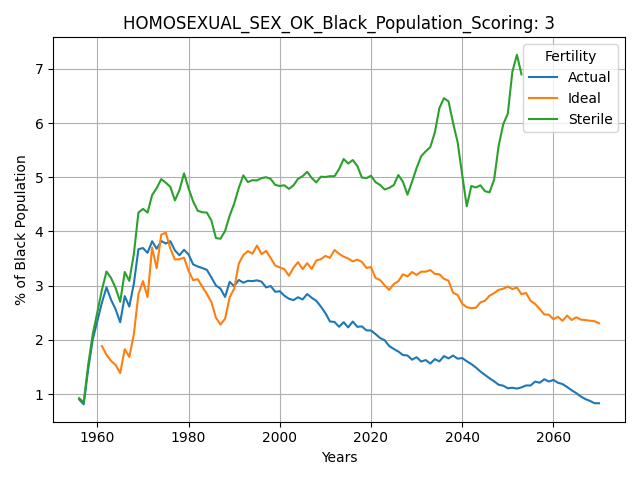 HOMOSEXUAL_SEX_OK_Black_Population_Scoring: 3
Fertility
Actual
Ideal
Sterile
% of Black Population
7
6
5
4
3
2
1
1960 1980 2000 2020 2040 2060
Years